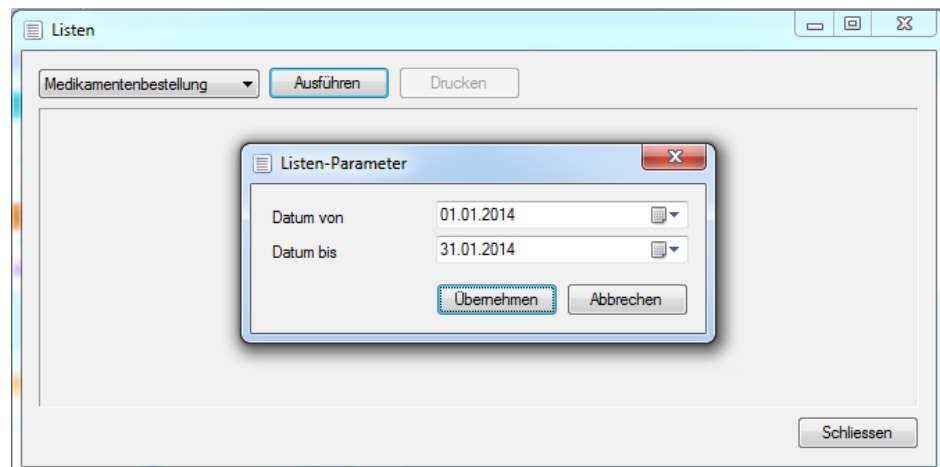 Listen
Medikamentenbestellung Ausführen Drucken
Listen-Parameter
Datum von 01.01.2014
Datum bis 31.01.2014
Übernehmen Abbrechen
Schliessen